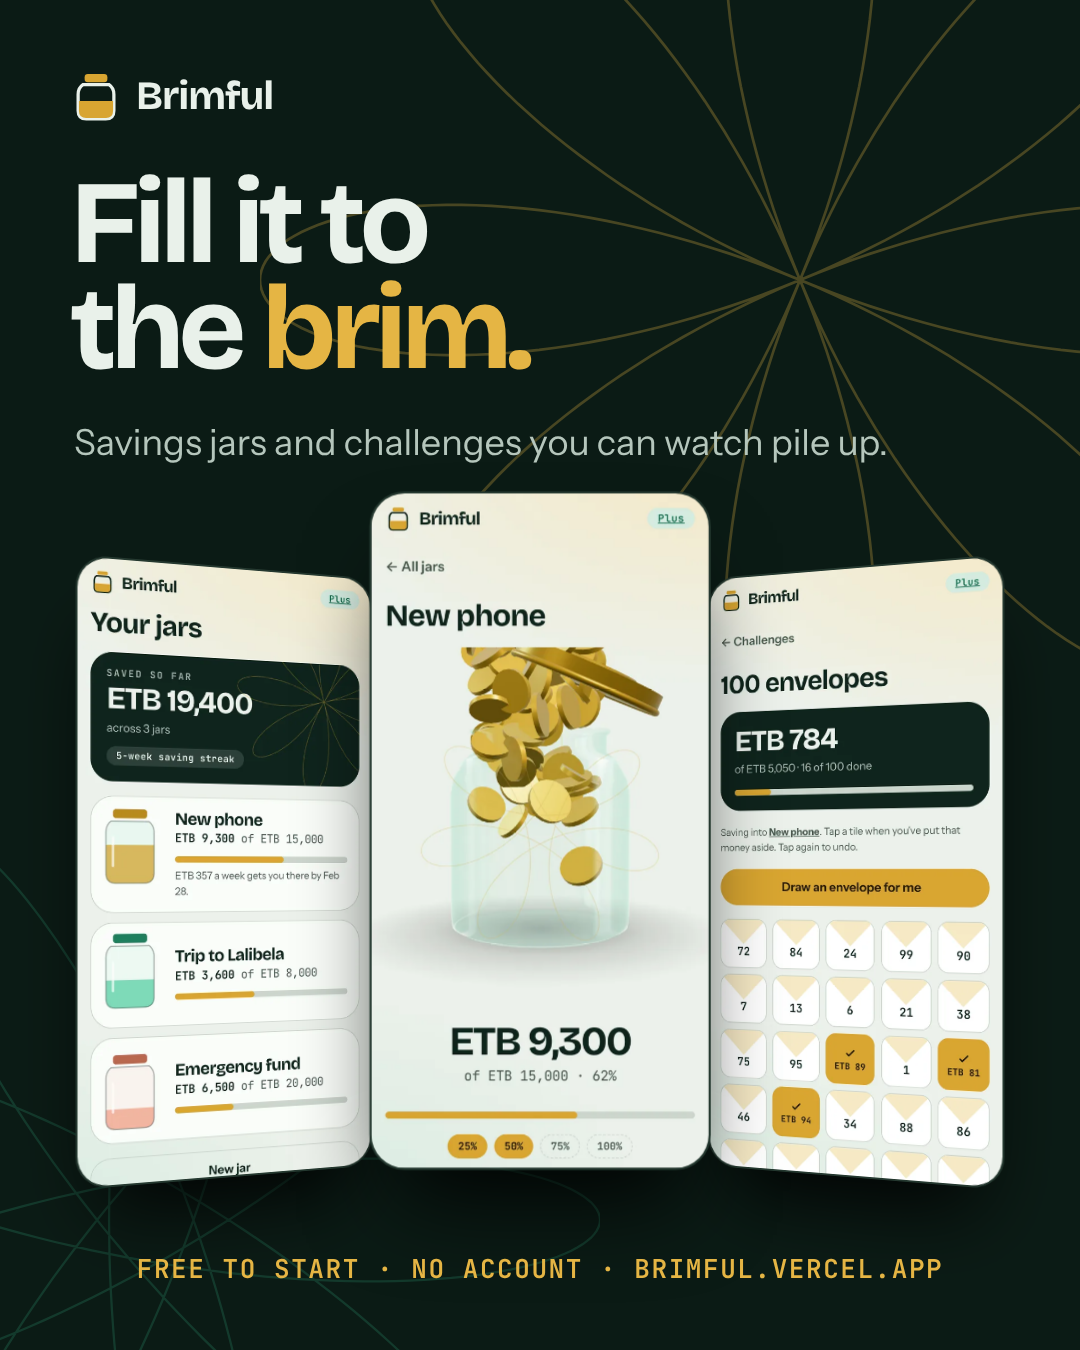 Brimful
Fill it to
the brim.
Savings jars and challenges you can watch pile up.
Brimful
Plus
Your jars
SAVED SO FAR
ETB 19,400
across 3 jars
5-week saving streak
New phone
ETB 9,300 of ETB 15,000
ETB 357 a week gets you there by Feb
28.
Trip to Lalibela
ETB 3,600 of ETB 8,000
Emergency fund
ETB 6,500 of ETB 20,000
New jar
Brimful
Plus
← All jars
New phone
ETB 9,300
of ETB 15,000 · 62%
25% 50% 75% 100%
Brimful
Plus
← Challenges
100 envelopes
ETB 784
of ETB 5,050 · 16 of 100 done
Saving into New phone. Tap a tile when you've put that
money aside. Tap again to undo.
Draw an envelope for me
72 84 24 99 90
7 13 6 21 38
75 95 ✓ ETB 89 1 ✓ ETB 81
46 ✓ ETB 94 34 88 86
FREE TO START · NO ACCOUNT · BRIMFUL.VERCEL.APP